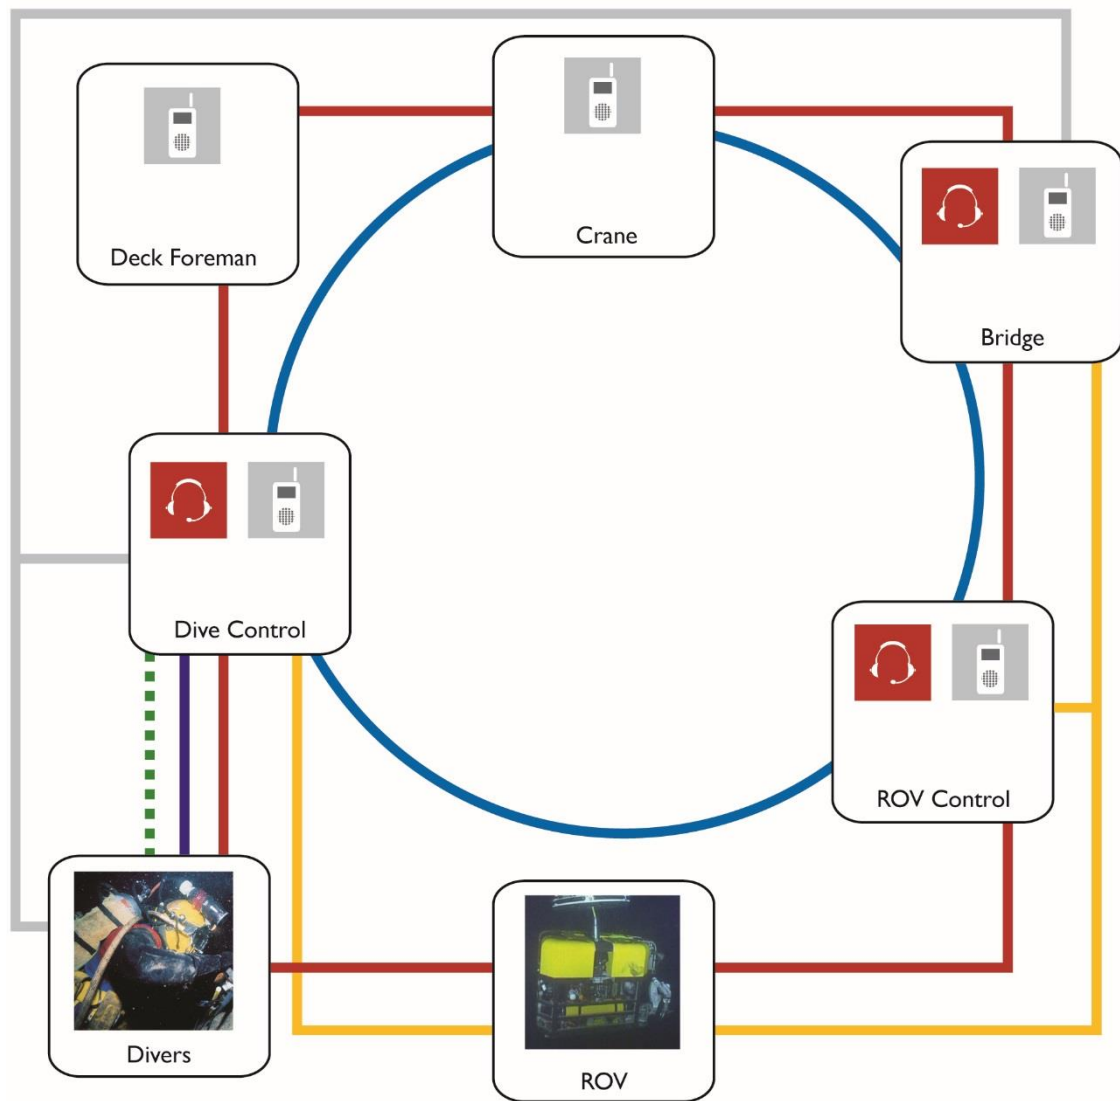 Deck Foreman
Crane
Bridge
Dive Control
ROV Control
Divers
ROV